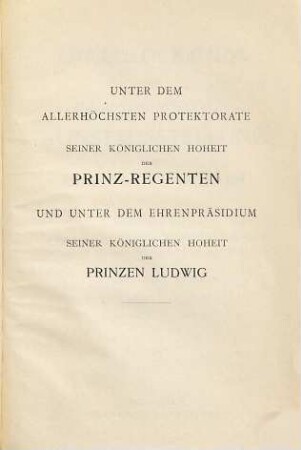 UNTER DEM
ALLERHÖCHSTEN PROTEKTORATE
SEINER KÖNIGLICHEN HOHEIT
DES
PRINZ-REGENTEN
UND UNTER DEM EHRENPRÄSIDIUM
SEINER KÖNIGLICHEN HOHEIT
DES
PRINZEN LUDWIG